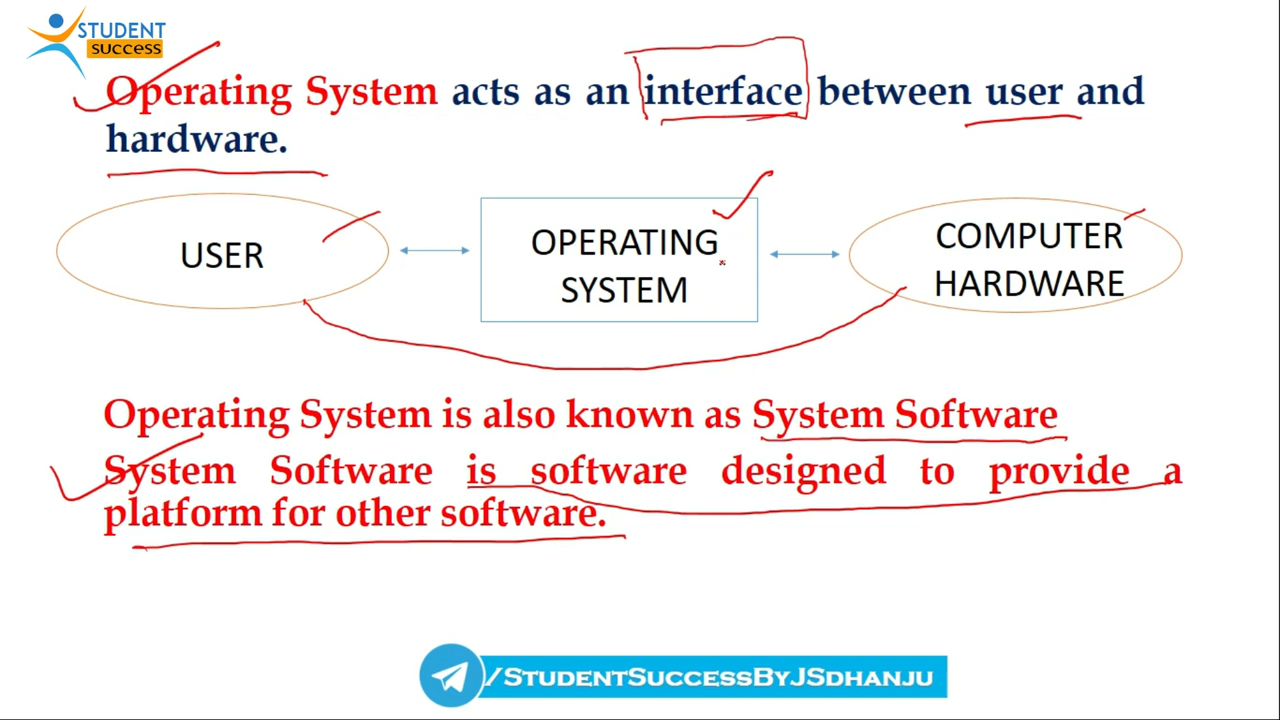 STUDENT
SUCCESS
Operating System acts as an interface between user and
hardware.
USER
OPERATING
SYSTEM
COMPUTER
HARDWARE
Operating System is also known as System Software
System Software is software designed to provide a
platform for other software.
/STUDENTSUCCESSBYJSDHANJU